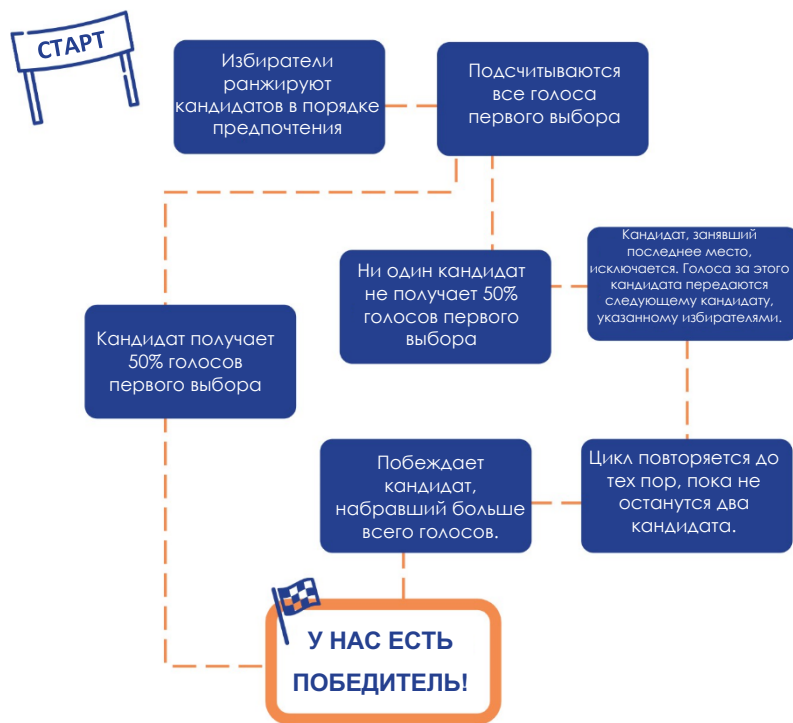 СТАРТ
Избиратели
ранжируют
кандидатов в порядке
предпочтения
Подсчитываются
все голоса
первого выбора
Ни один кандидат
не получает 50%
голосов первого
выбора
Кандидат, занявший
последнее место,
исключается. Голоса за этого
кандидата передаются
следующему кандидату,
указанному избирателями.
Кандидат получает
50% голосов
первого выбора
Цикл повторяется до
тех пор, пока не
останутся два
кандидата.
Побеждает
кандидат,
набравший больше
всего голосов.
У НАС ЕСТЬ
ПОБЕДИТЕЛЬ!